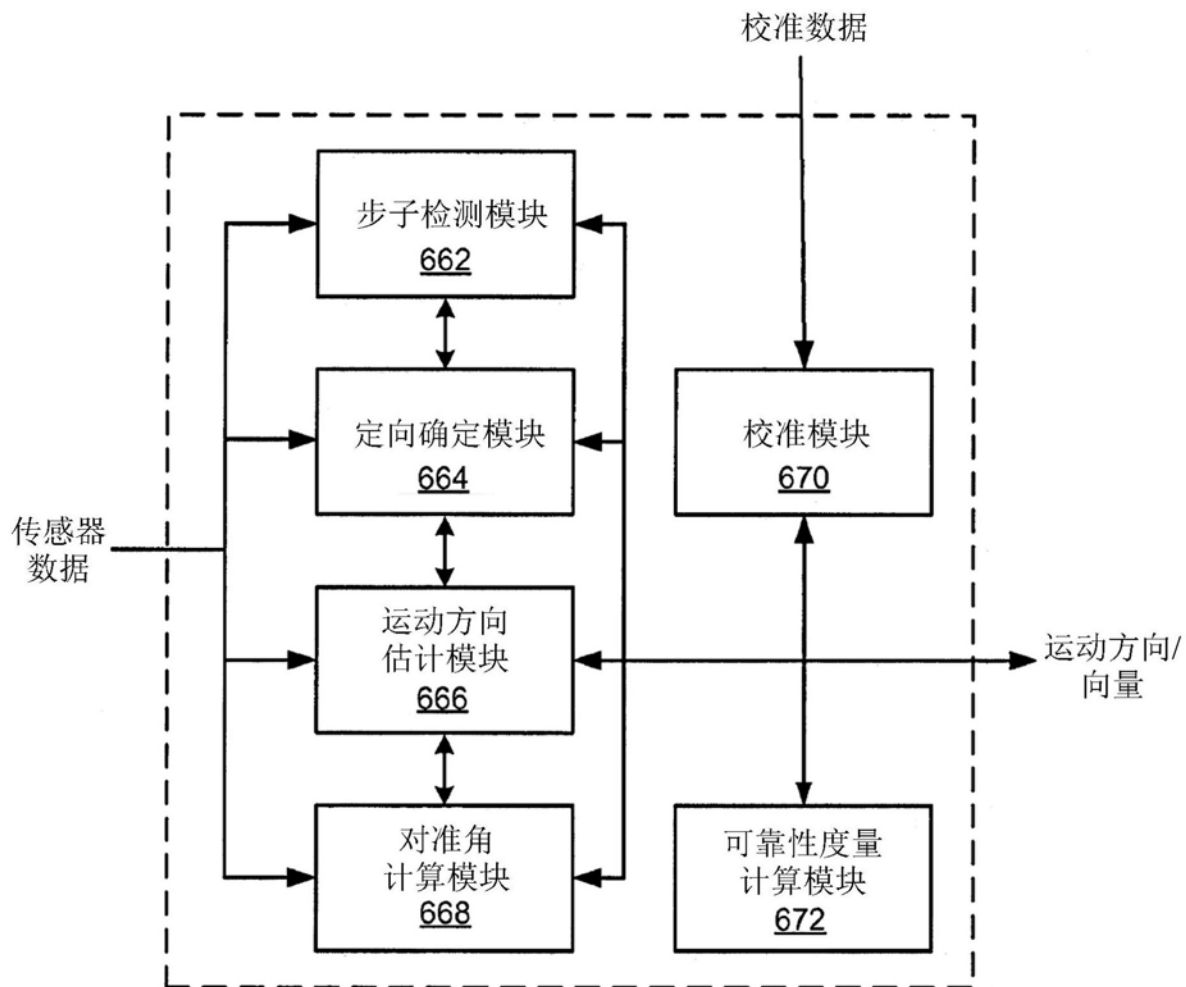 校准数据
步子检测模块
662
定向确定模块
664
校准模块
670
传感器
数据
运动方向
估计模块
666
运动方向/
向量
对准角
计算模块
668
可靠性度量
计算模块
672